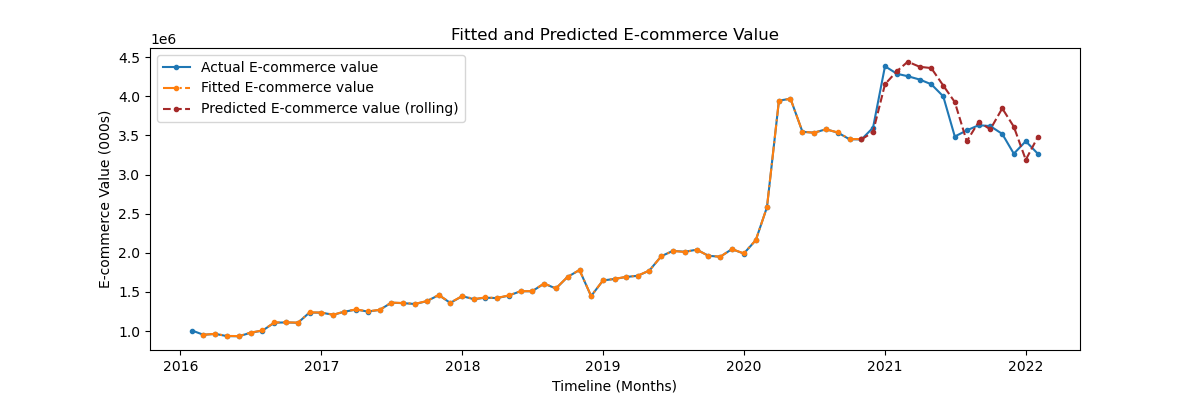 Fitted and Predicted E-commerce Value
1e6
4.5
4.0
3.5
3.0
2.5
2.0
1.5
1.0
E-commerce Value (000s)
Actual E-commerce value
Fitted E-commerce value
Predicted E-commerce value (rolling)
2016 2017 2018 2019 2020 2021 2022
Timeline (Months)